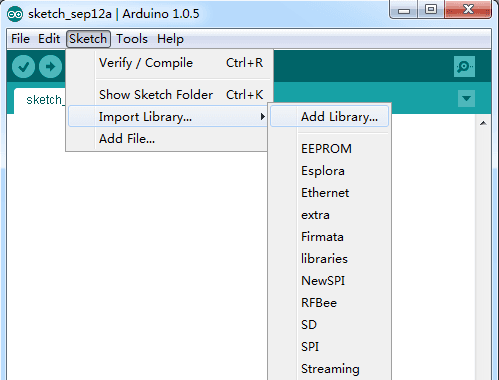 sketch_sep12a | Arduino 1.0.5
File Edit Sketch Tools Help
Verify / Compile Ctrl+R
sketch_
Show Sketch Folder Ctrl+K
Import Library...
Add Library...
Add File...
EEPROM
Esplora
Ethernet
extra
Firmata
libraries
NewSPI
RFBee
SD
SPI
Streaming